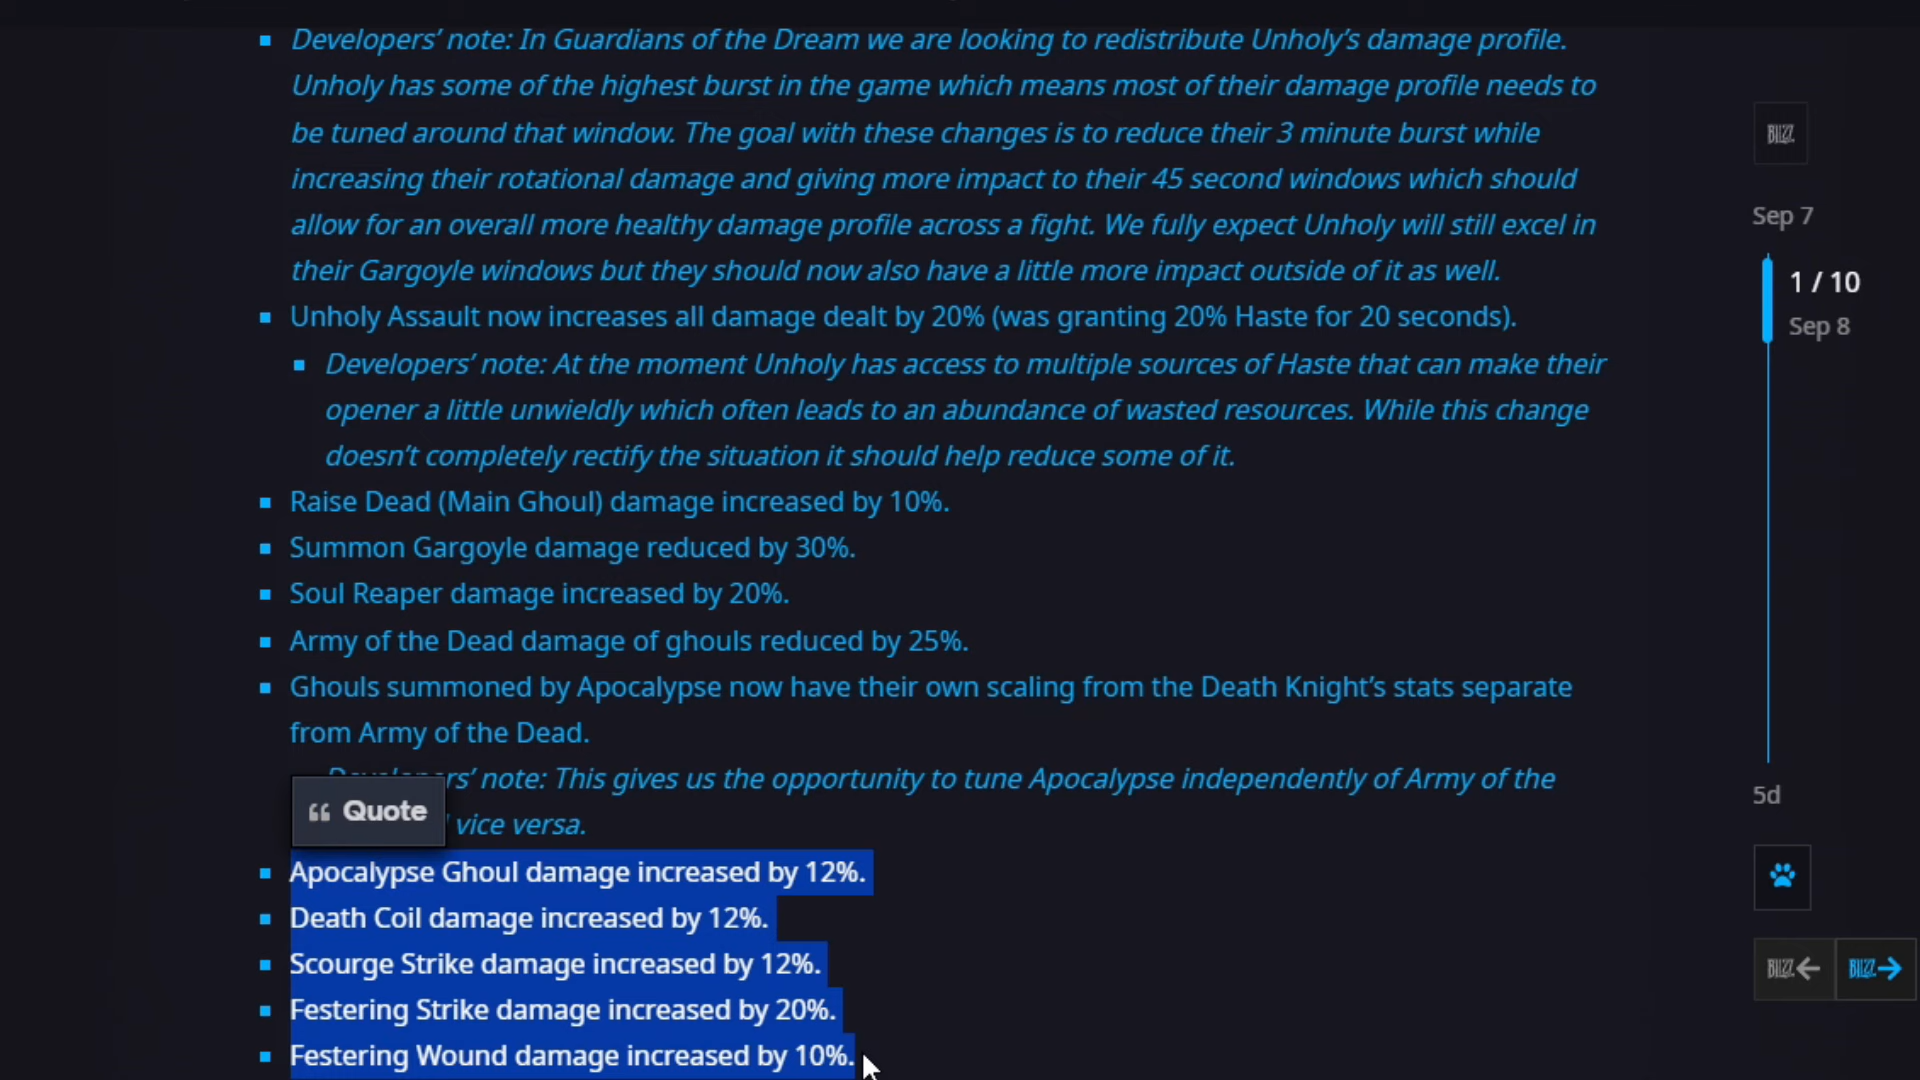 Developers’ note: In Guardians of the Dream we are looking to redistribute Unholy’s damage profile.
Unholy has some of the highest burst in the game which means most of their damage profile needs to
be tuned around that window. The goal with these changes is to reduce their 3 minute burst while
increasing their rotational damage and giving more impact to their 45 second windows which should
allow for an overall more healthy damage profile across a fight. We fully expect Unholy will still excel in
their Gargoyle windows but they should now also have a little more impact outside of it as well.
Unholy Assault now increases all damage dealt by 20% (was granting 20% Haste for 20 seconds).
Developers’ note: At the moment Unholy has access to multiple sources of Haste that can make their
opener a little unwieldly which often leads to an abundance of wasted resources. While this change
doesn’t completely rectify the situation it should help reduce some of it.
Raise Dead (Main Ghoul) damage increased by 10%.
Summon Gargoyle damage reduced by 30%.
Soul Reaper damage increased by 20%.
Army of the Dead damage of ghouls reduced by 25%.
Ghouls summoned by Apocalypse now have their own scaling from the Death Knight’s stats separate
from Army of the Dead.
note: This gives us the opportunity to tune Apocalypse independently of Army of the
vice versa.
Quote
Apocalypse Ghoul damage increased by 12%.
Death Coil damage increased by 12%.
Scourge Strike damage increased by 12%.
Festering Strike damage increased by 20%.
Festering Wound damage increased by 10%.
BLIZZ
Sep 7
1 / 10
Sep 8
5d
BLIZZ
BLIZZ